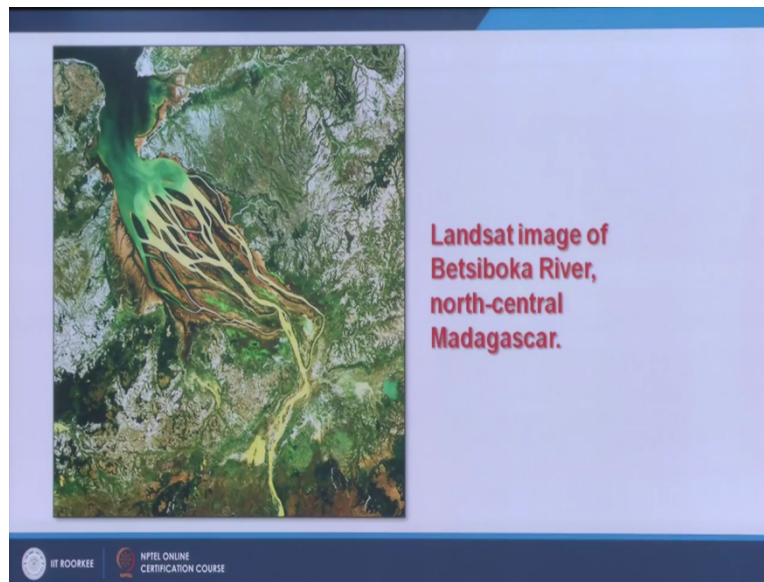 Landsat image of
Betsiboka River,
north-central
Madagascar.
IIT ROORKEE
NPTEL ONLINE
CERTIFICATION COURSE